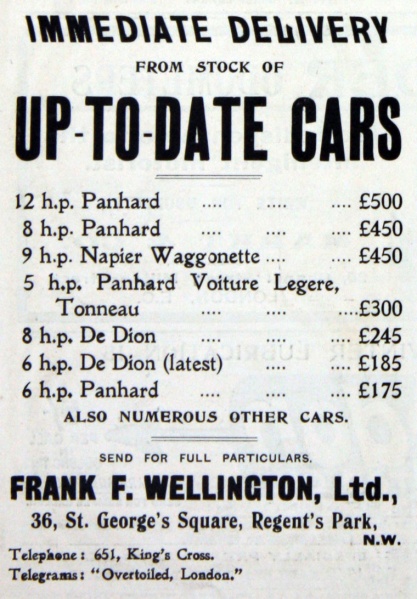 IMMEDIATE DELIVERY
FROM STOCK OF
UP-TO-DATE CARS
12 h.p. Panhard .... .... ....£500
8 h.p. Panhard .... .... ....£450
9 h.p. Napier Waggonette .... ....£450
5 h.p. Panhard Voiture Legere,
Tonneau .... .... ....£300
8 h.p. De Dion .... .... ....£245
6 h.p. De Dion (latest) .... ....£185
6 h.p. Panhard .... .... ....£175
ALSO NUMEROUS OTHER CARS.
SEND FOR FULL PARTICULARS.
FRANK F. WELLINGTON, Ltd.,
36, St. George's Square, Regent's Park,
N.W.
Telephone: 651, King's Cross.
Telegrams: "Overtoiled, London."